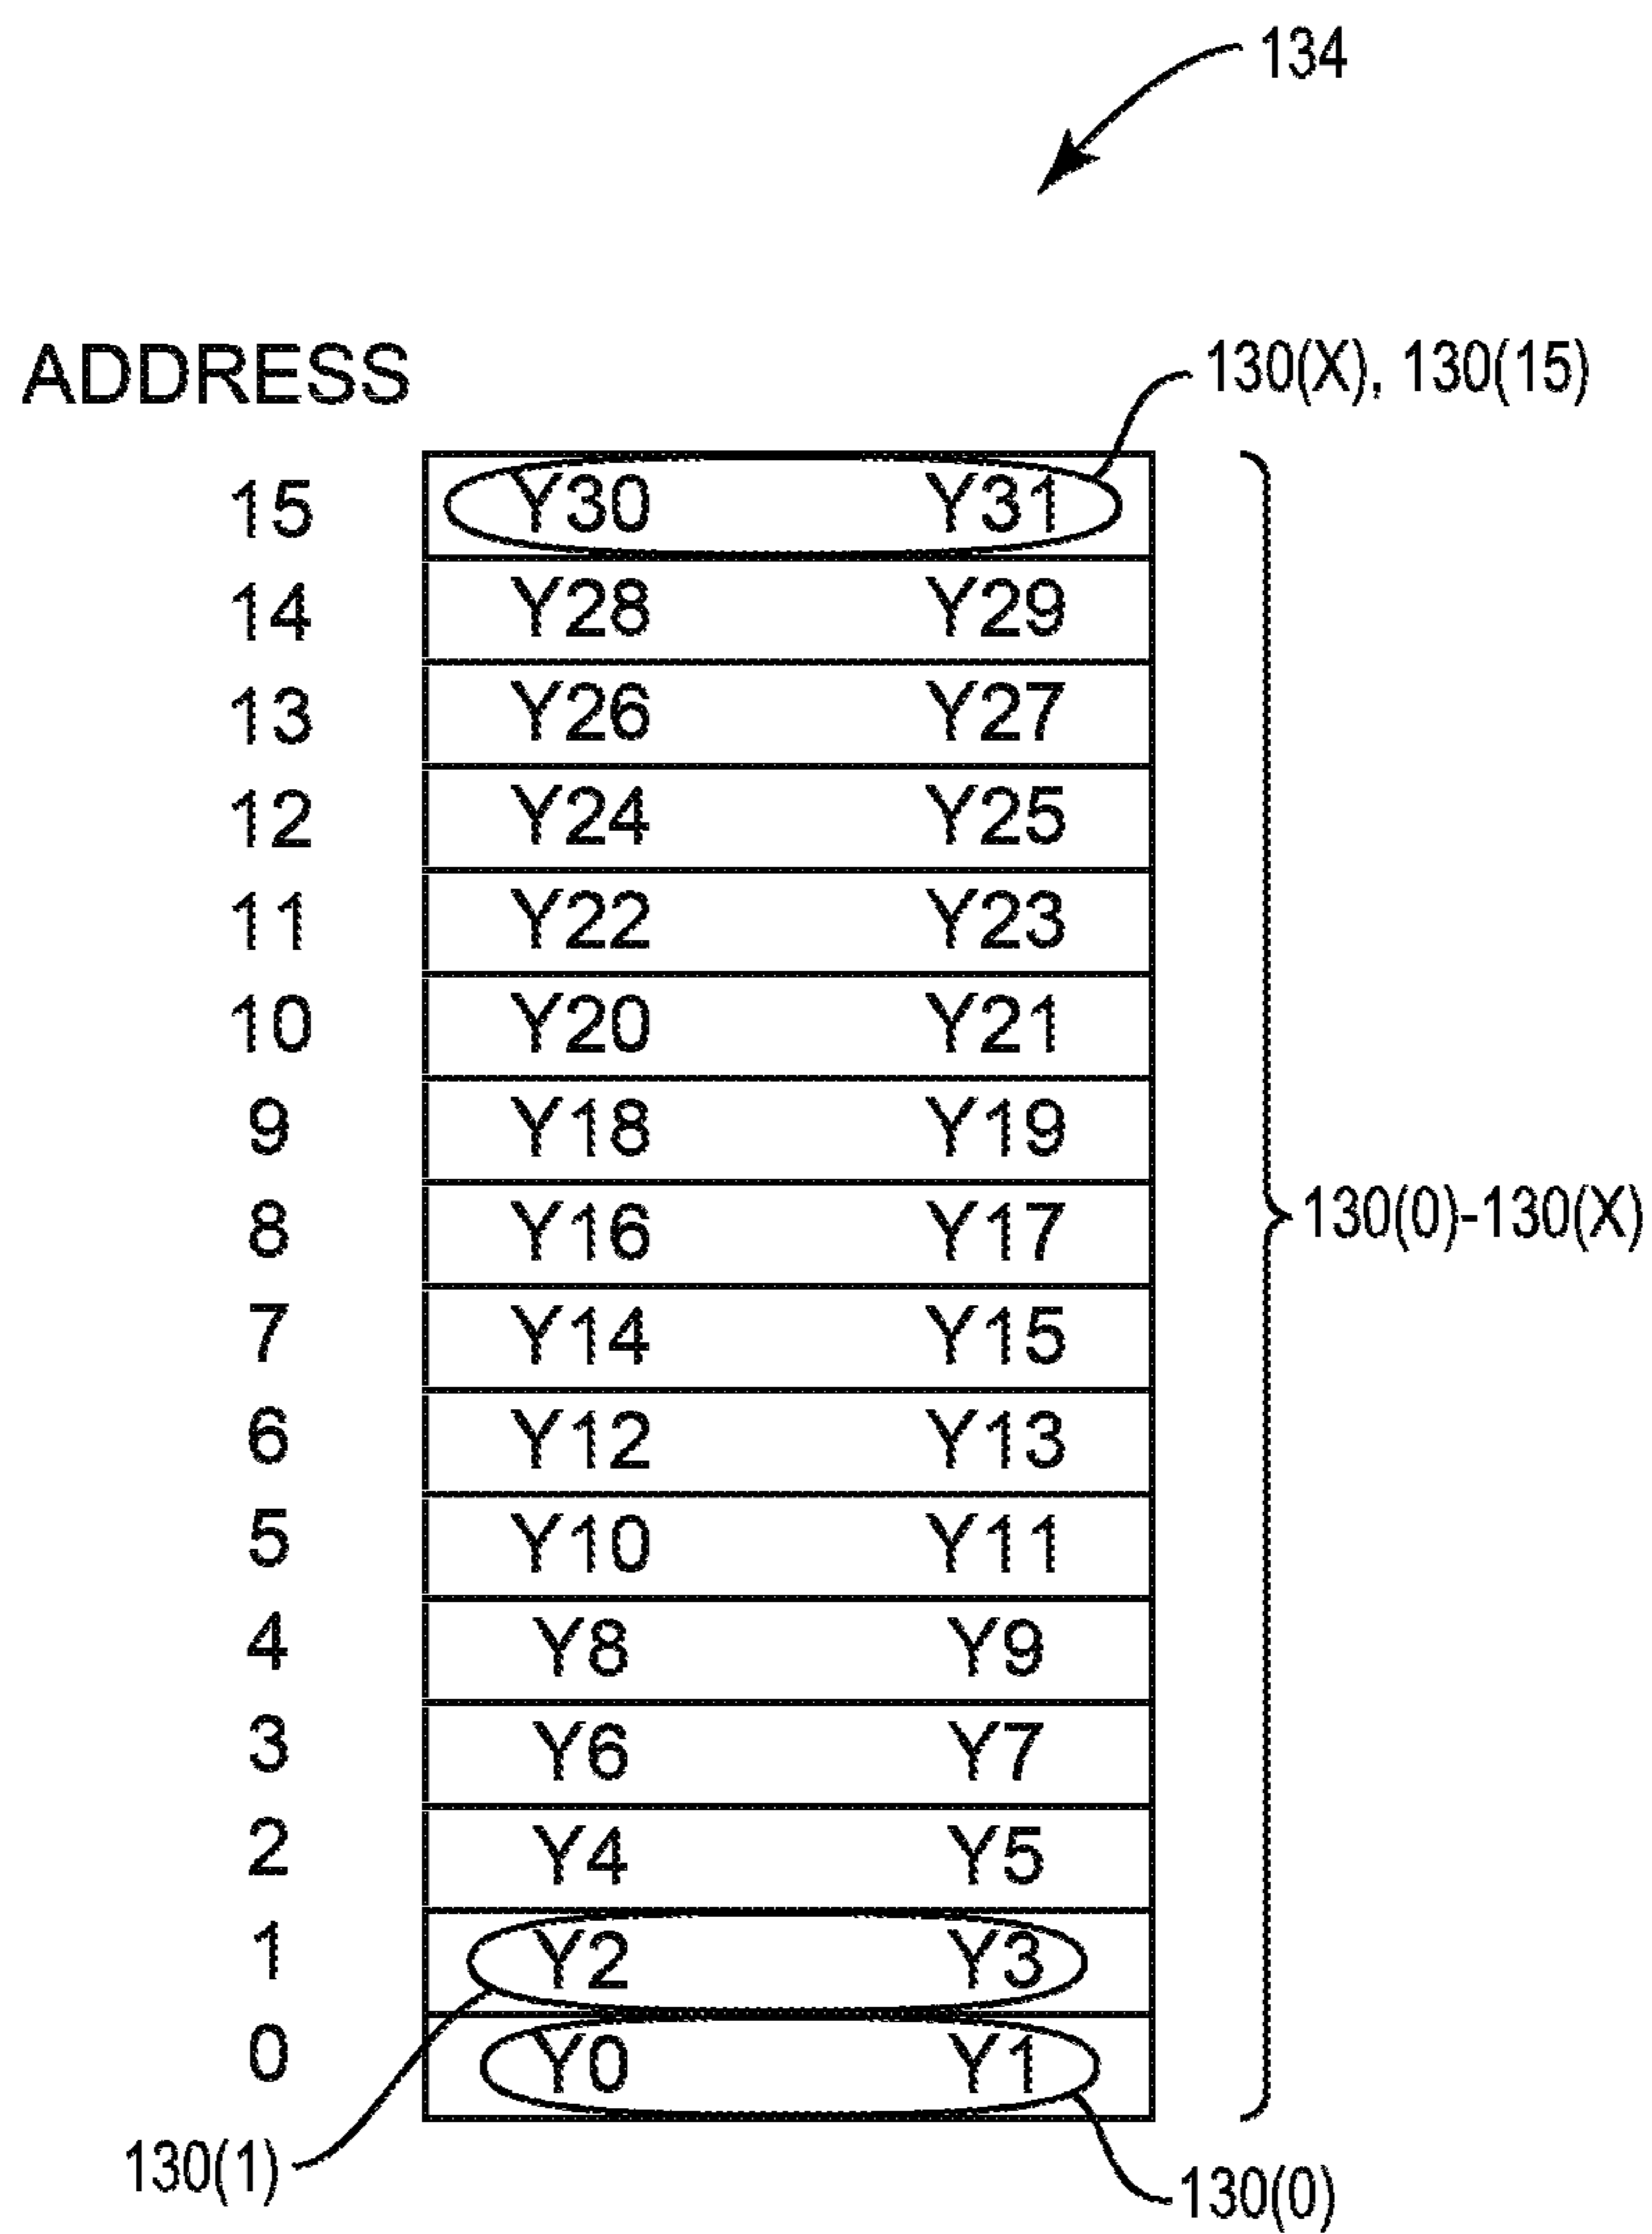 134
ADDRESS
130(X), 130(15)
15 Y30 Y31
14 Y28 Y29
13 Y26 Y27
12 Y24 Y25
11 Y22 Y23
10 Y20 Y21
9 Y18 Y19
8 Y16 Y17
130(0)-130(X)
7 Y14 Y15
6 Y12 Y13
5 Y10 Y11
4 Y8 Y9
3 Y6 Y7
2 Y4 Y5
1 Y2 Y3
0 Y0 Y1
130(1)
130(0)